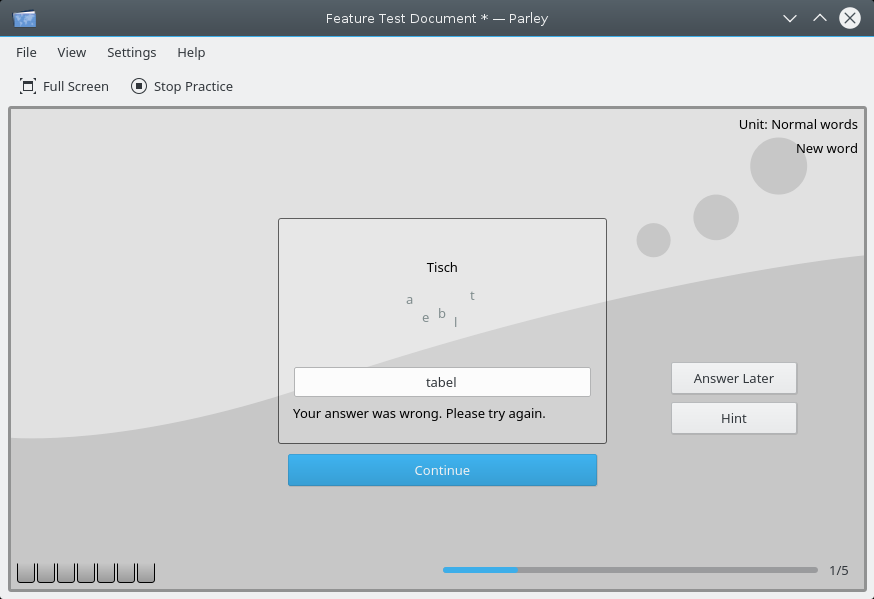 Feature Test Document * — Parley
File View Settings Help
Full Screen Stop Practice
Unit: Normal words
New word
Tisch
a e b l t
tabel
Your answer was wrong. Please try again.
Answer Later
Hint
Continue
1/5